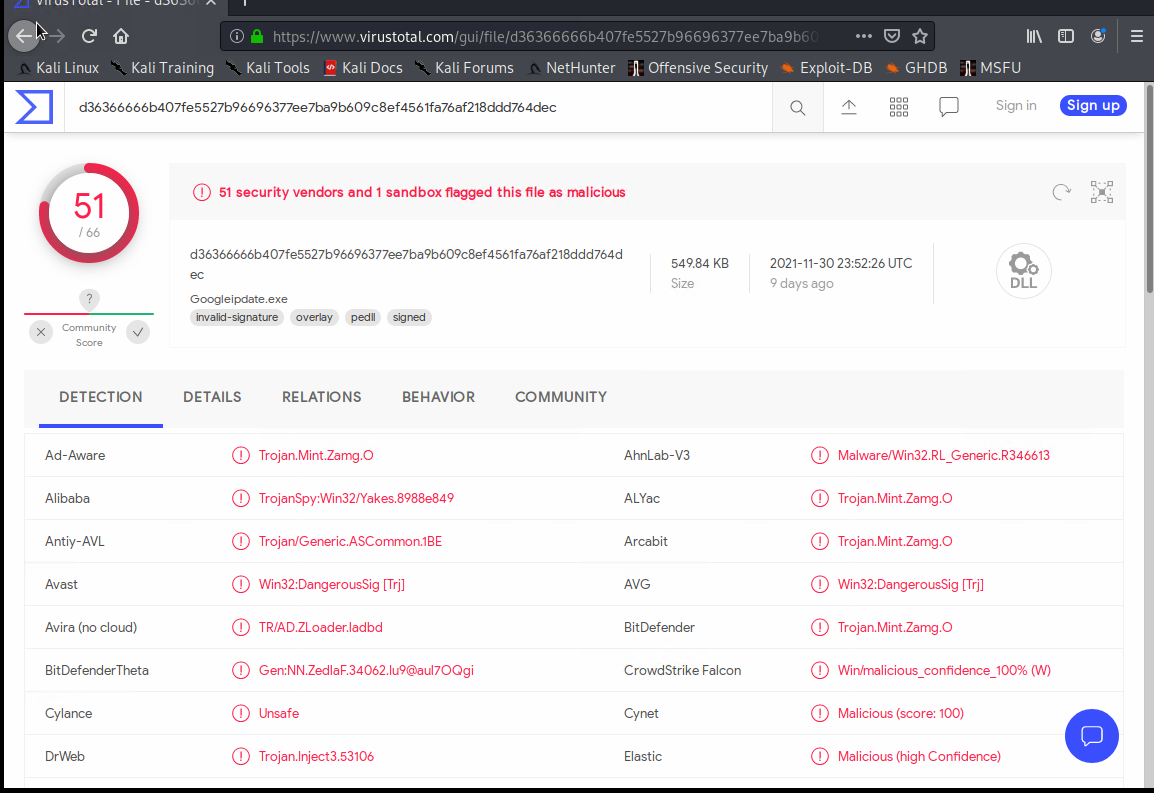 VirusTotal - File - d3636
https://www.virustotal.com/gui/file/d36366666b407fe5527b96696377ee7ba9b60
Kali Linux Kali Training Kali Tools Kali Docs Kali Forums NetHunter Offensive Security Exploit-DB GHDB MSFU
d36366666b407fe5527b96696377ee7ba9b609c8ef4561fa76af218ddd764dec
Sign in
Sign up
51
/ 66
?
Community
Score
51 security vendors and 1 sandbox flagged this file as malicious
d36366666b407fe5527b96696377ee7ba9b609c8ef4561fa76af218ddd764d
ec
Googleipdate.exe
invalid-signature overlay pedll signed
549.84 KB
Size
2021-11-30 23:52:26 UTC
9 days ago
DLL
DETECTION DETAILS RELATIONS BEHAVIOR COMMUNITY
Ad-Aware Trojan.Mint.Zamg.O AhnLab-V3 Malware/Win32.RL_Generic.R346613
Alibaba TrojanSpy:Win32/Yakes.8988e849 ALYac Trojan.Mint.Zamg.O
Antiy-AVL Trojan/Generic.ASCommon.1BE Arcabit Trojan.Mint.Zamg.O
Avast Win32:DangerousSig [Trj] AVG Win32:DangerousSig [Trj]
Avira (no cloud) TR/AD.ZLoader.ladbd BitDefender Trojan.Mint.Zamg.O
BitDefenderTheta Gen:NN.ZedlaF.34062.Iu9@aul7OQgi CrowdStrike Falcon Win/malicious_confidence_100% (W)
Cylance Unsafe Cynet Malicious (score: 100)
DrWeb Trojan.Inject3.53106 Elastic Malicious (high Confidence)